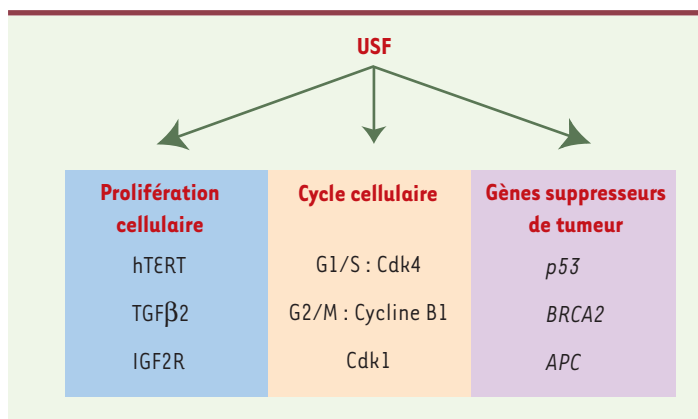 USF
Prolifération
cellulaire
hTERT
TGFβ2
IGF2R
Cycle cellulaire
G1/S : Cdk4
G2/M : Cycline B1
Cdk1
Gènes suppresseurs
de tumeur
p53
BRCA2
APC